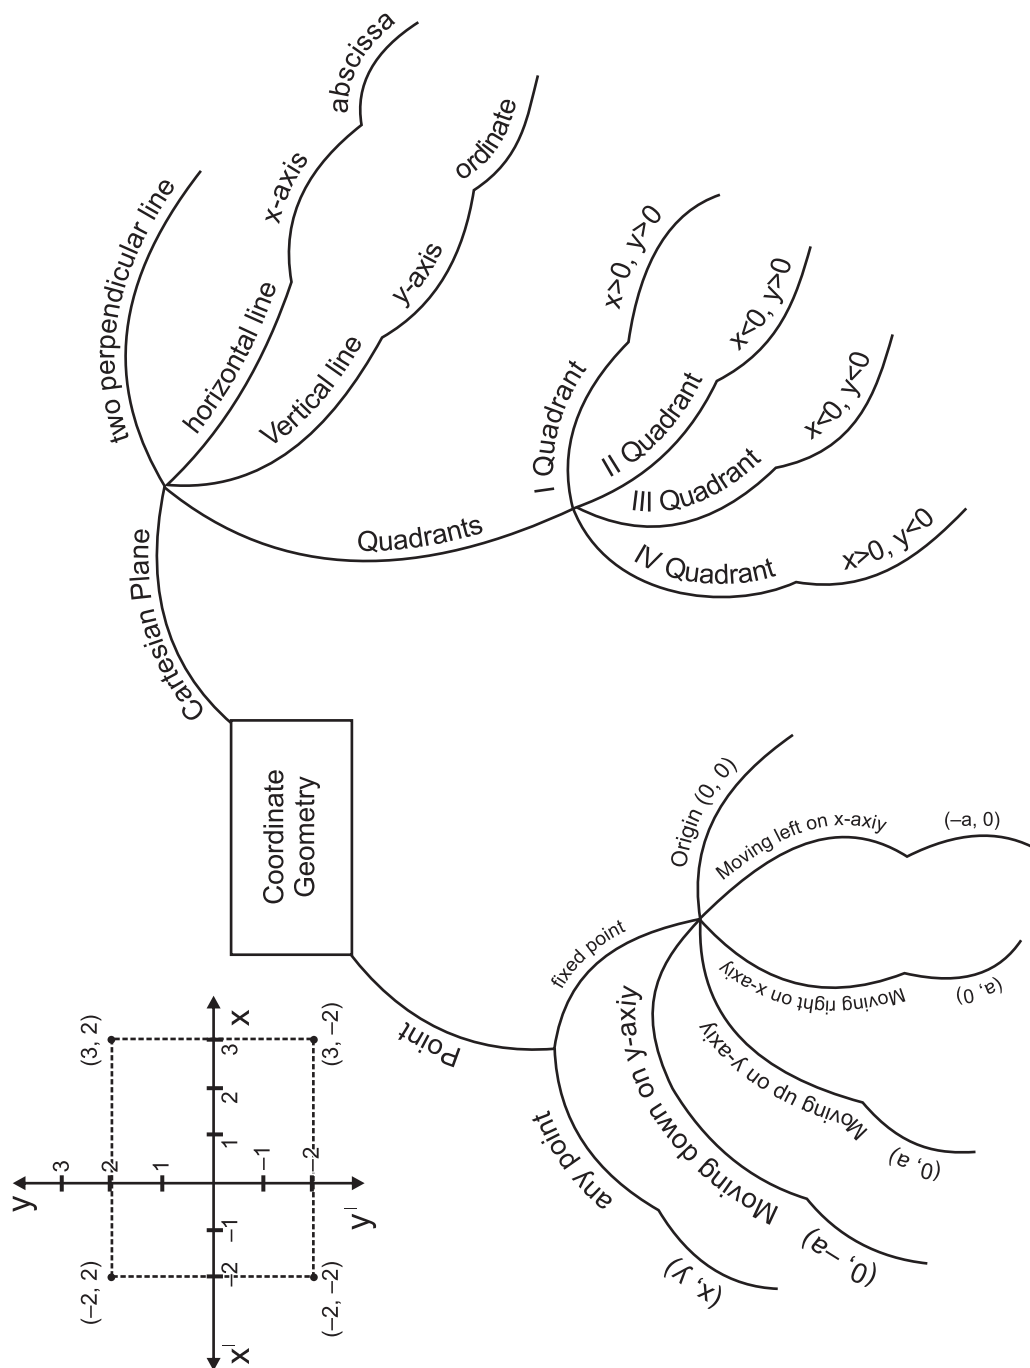 Coordinate
Geometry
Cartesian Plane
two perpendicular line
horizontal line
x-axis
abscissa
Vertical line
y-axis
ordinate
Quadrants
I Quadrant
x>0, y>0
II Quadrant
x<0, y>0
III Quadrant
x<0, y<0
IV Quadrant
x>0, y<0
Point
fixed point
Origin (0, 0)
Moving left on x-axiy
(–a, 0)
Moving right on x-axiy
(a, 0)
Moving up on y-axiy
(0, a)
Moving down on y-axiy
(0, –a)
any point
(x, y)
y
3
(–2, 2)
2
(3, 2)
1
x|
–2
–1
1
2
3
x
–1
(–2, –2)
–2
(3, –2)
y|